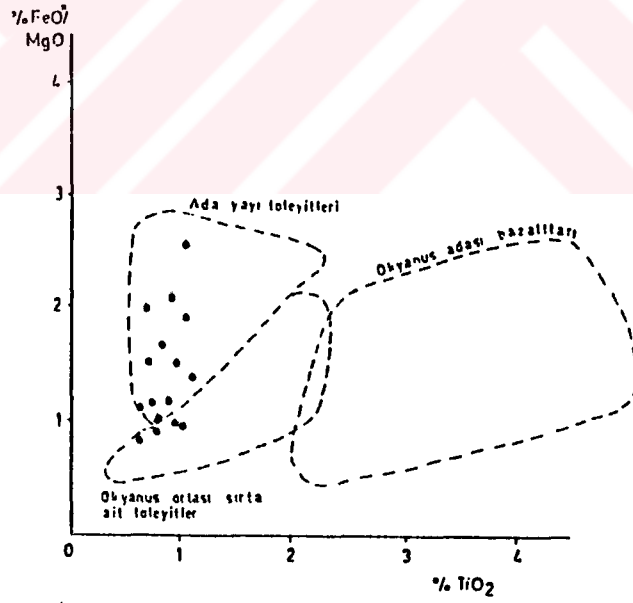 % FeO*/
MgO
4
3
2
1
0
1
2
3
4
% TiO2
Ada yayı toleyitleri
Okyanus adası bazaltları
Okyanus ortası sırta
ait toleyitler